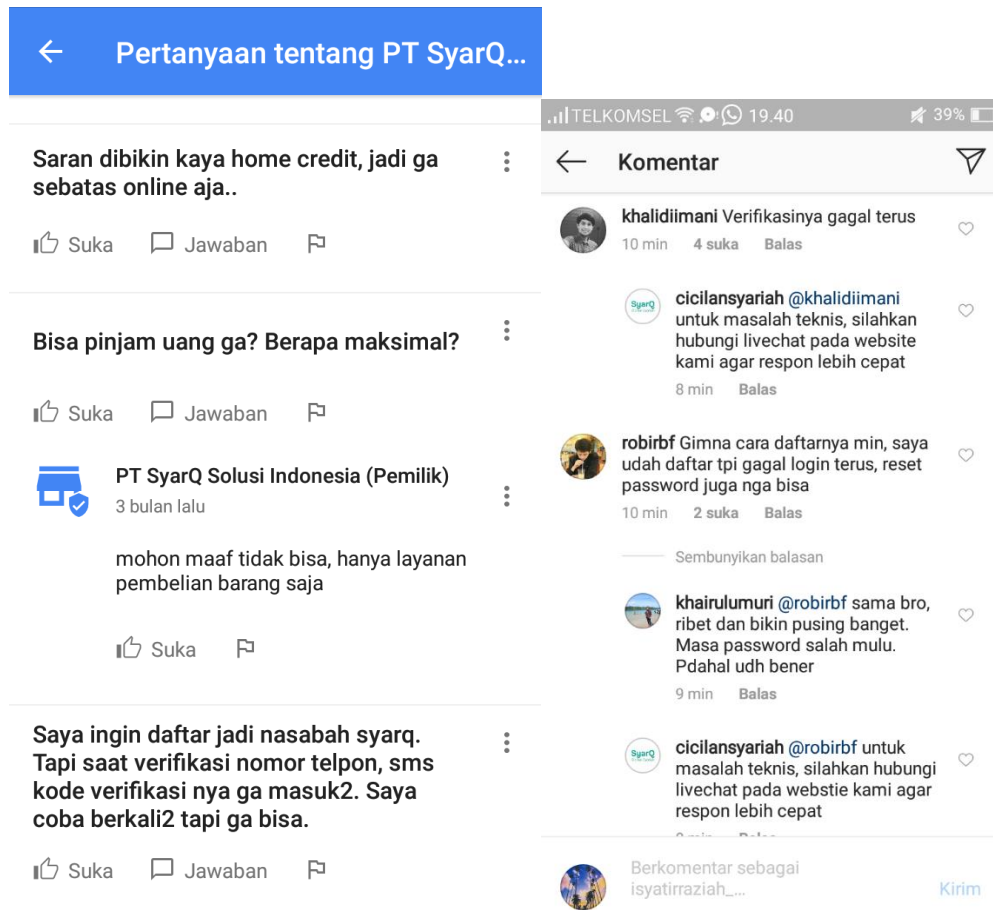 Pertanyaan tentang PT SyarQ...
Saran dibikin kaya home credit, jadi ga
sebatas online aja..
Suka
Jawaban
Bisa pinjam uang ga? Berapa maksimal?
Suka
Jawaban
PT SyarQ Solusi Indonesia (Pemilik)
3 bulan lalu
mohon maaf tidak bisa, hanya layanan
pembelian barang saja
Suka
Saya ingin daftar jadi nasabah syarq.
Tapi saat verifikasi nomor telpon, sms
kode verifikasi nya ga masuk2. Saya
coba berkali2 tapi ga bisa.
Suka
Jawaban
TELKOMSEL 19.40 39%
Komentar
khalidiimani Verifikasinya gagal terus
10 min 4 suka Balas
SyarQ
cicilansyariah @khalidiimani
untuk masalah teknis, silahkan
hubungi livechat pada website
kami agar respon lebih cepat
8 min Balas
robirbf Gimna cara daftarnya min, saya
udah daftar tpi gagal login terus, reset
password juga nga bisa
10 min 2 suka Balas
Sembunyikan balasan
khairulumuri @robirbf sama bro,
ribet dan bikin pusing banget.
Masa password salah mulu.
Pdahal udh bener
9 min Balas
SyarQ
cicilansyariah @robirbf untuk
masalah teknis, silahkan hubungi
livechat pada webstie kami agar
respon lebih cepat
Berkomentar sebagai
isyatirraziah_...
Kirim